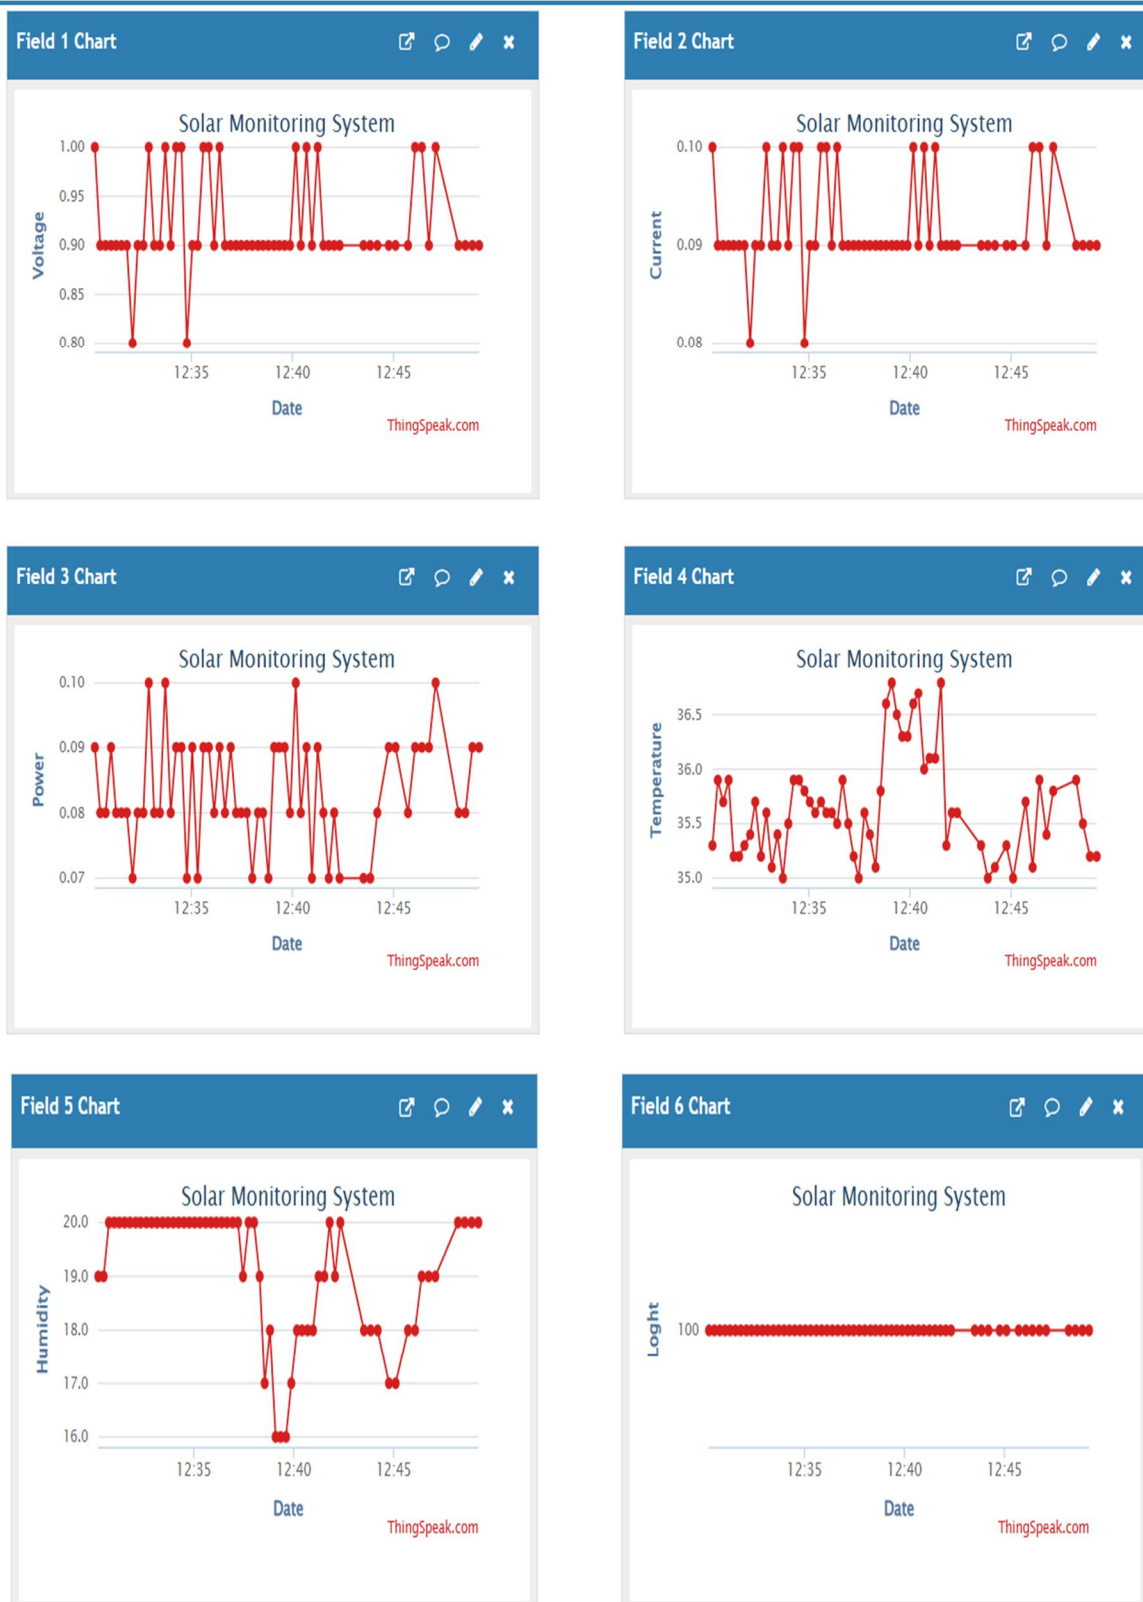 Field 1 Chart
Solar Monitoring System
1.00
0.95
0.90
0.85
0.80
Voltage
12:35 12:40 12:45
Date
ThingSpeak.com
Field 2 Chart
Solar Monitoring System
0.10
0.09
0.08
Current
12:35 12:40 12:45
Date
ThingSpeak.com
Field 3 Chart
Solar Monitoring System
0.10
0.09
0.08
0.07
Power
12:35 12:40 12:45
Date
ThingSpeak.com
Field 4 Chart
Solar Monitoring System
36.5
36.0
35.5
35.0
Temperature
12:35 12:40 12:45
Date
ThingSpeak.com
Field 5 Chart
Solar Monitoring System
20.0
19.0
18.0
17.0
16.0
Humidity
12:35 12:40 12:45
Date
ThingSpeak.com
Field 6 Chart
Solar Monitoring System
100
Loght
12:35 12:40 12:45
Date
ThingSpeak.com